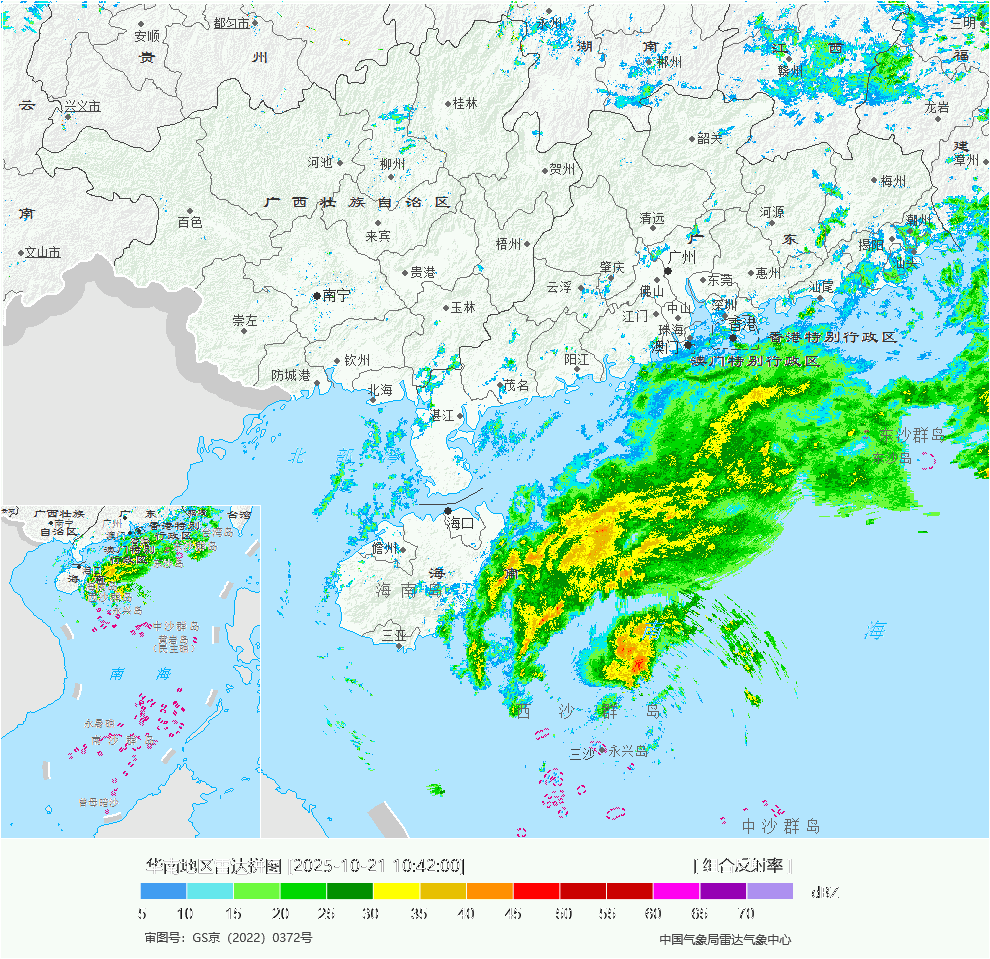 永州
三明
都匀市
安顺
湖 南
江 西
贵 州
郴州
福
赣州
云
兴义市
桂林
龙岩
韶关
建
河池
柳州
贺州
漳州
梅州
广西壮族自治区
南
百色
清远
河源
潮州
来宾
广 东
梧州
揭阳
汕头
文山市
广州
肇庆
贵港
东莞
惠州
云浮
佛山
汕尾
南宁
玉林
中山
深圳
江门
崇左
珠海
香港
香港特别行政区
澳门
澳门特别行政区
钦州
阳江
防城港
茂名
北海
湛江
东沙群岛
东沙岛
北 部 湾
海口
儋州
海 南
海南岛
三亚
海
西沙群岛
三沙
永兴岛
中沙群岛
广西壮族
自治区
南宁
广 东
广州
台湾
香港特别
行政区
永兴岛
中沙群岛
黄岩岛
南 海
永暑礁
南沙群岛
曾母暗沙
华南地区雷达拼图 [2025-10-21 10:42:00]
[ 组合反射率 ]
dBZ
5 10 15 20 25 30 35 40 45 50 55 60 65 70
审图号：GS京（2022）0372号
中国气象局雷达气象中心